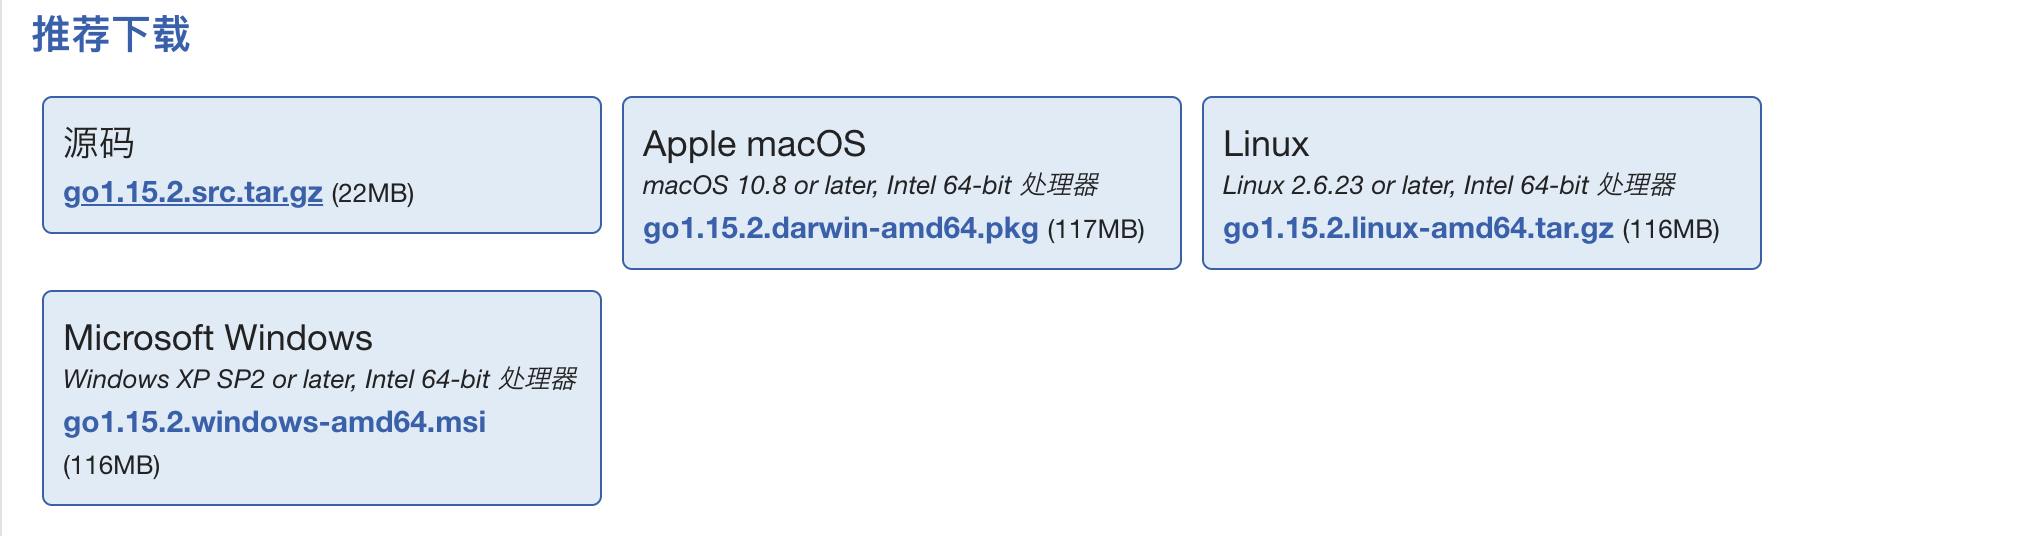 推荐下载
源码
go1.15.2.src.tar.gz (22MB)
Apple macOS
macOS 10.8 or later, Intel 64-bit 处理器
go1.15.2.darwin-amd64.pkg (117MB)
Linux
Linux 2.6.23 or later, Intel 64-bit 处理器
go1.15.2.linux-amd64.tar.gz (116MB)
Microsoft Windows
Windows XP SP2 or later, Intel 64-bit 处理器
go1.15.2.windows-amd64.msi
(116MB)